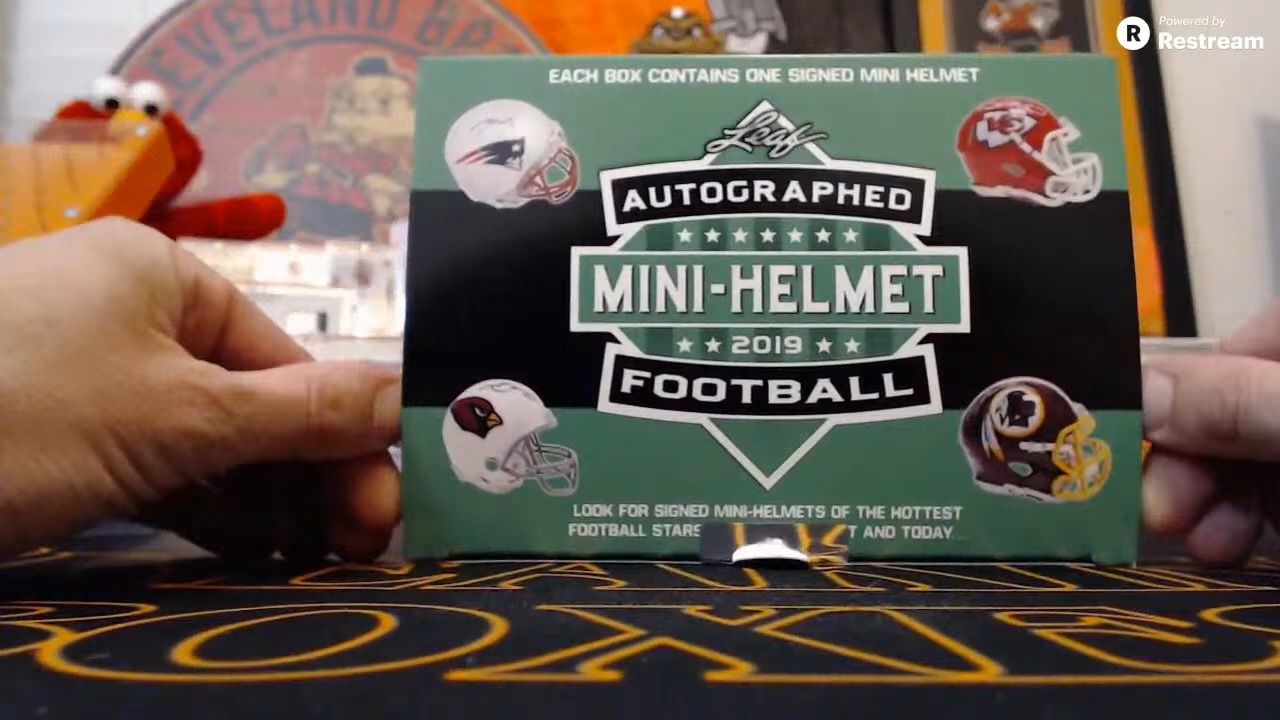 Powered by
R Restream
CLEVELAND
EACH BOX CONTAINS ONE SIGNED MINI HELMET
Leaf
AUTOGRAPHED
MINI-HELMET
2019
FOOTBALL
LOOK FOR SIGNED MINI-HELMETS OF THE HOTTEST
FOOTBALL STARS T AND TODAY.